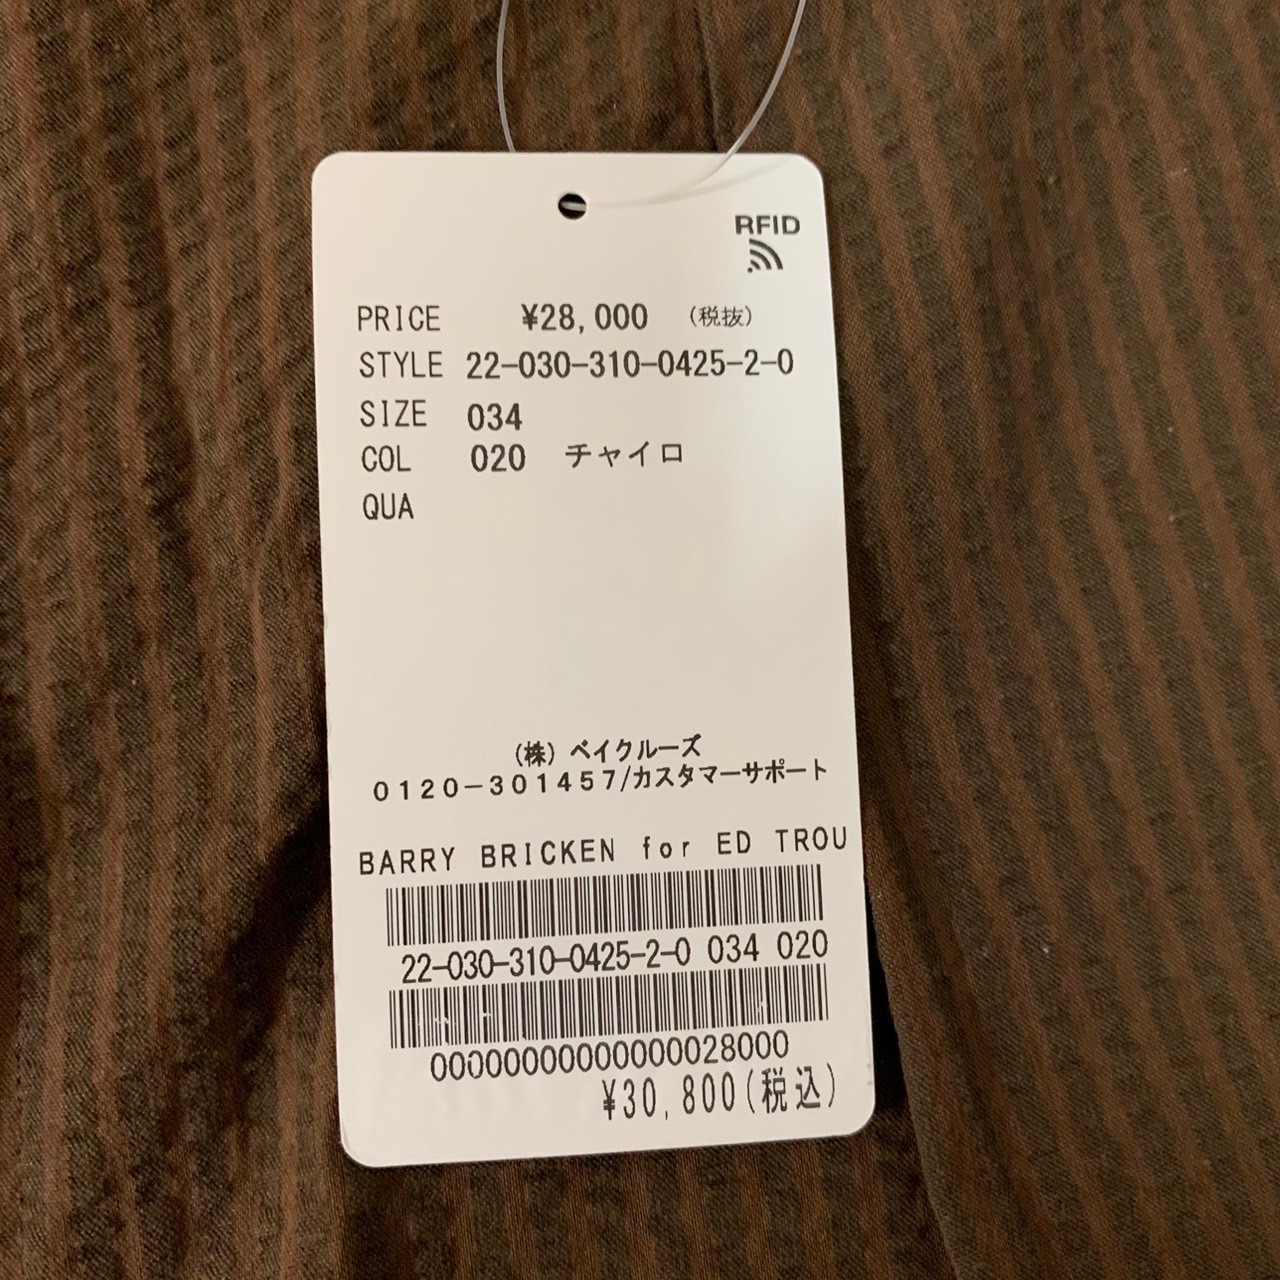 RFID
PRICE ¥28,000 (税抜)
STYLE 22-030-310-0425-2-0
SIZE 034
COL 020 チャイロ
QUA
(株) ベイクルーズ
0120-301457/カスタマーサポート
BARRY BRICKEN for ED TROU
22-030-310-0425-2-0 034 020
00000000000000028000
¥30,800(税込)